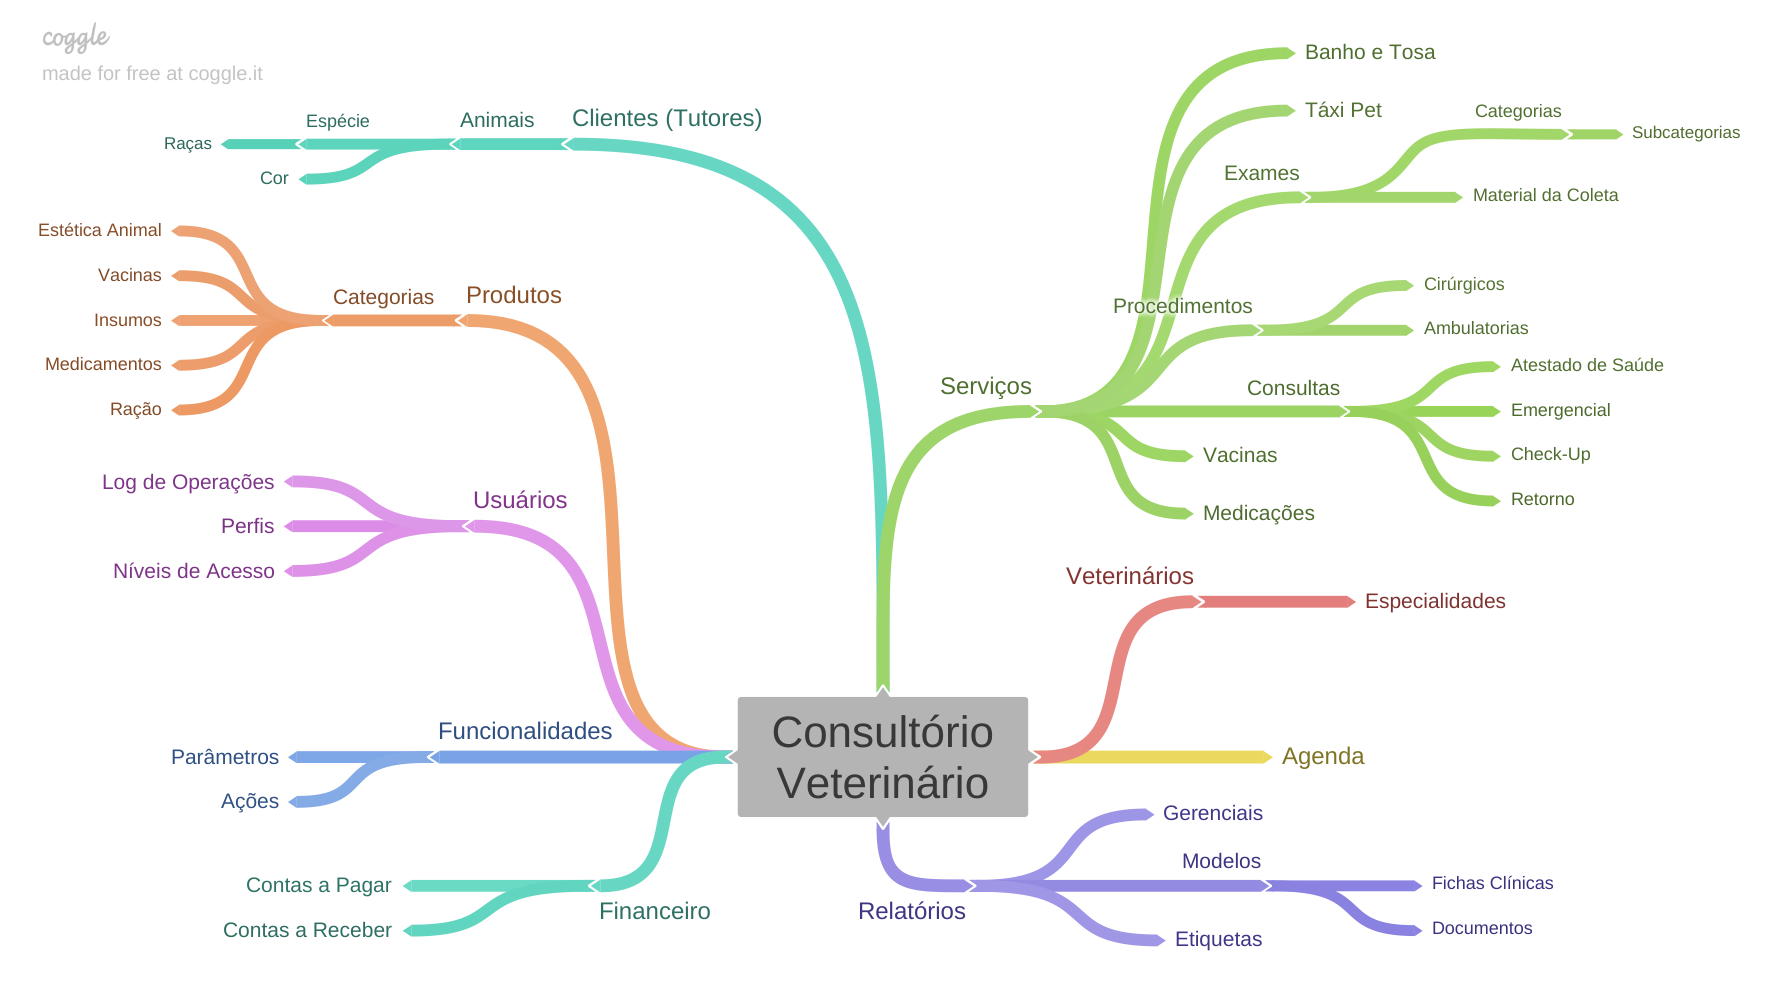 coggle
made for free at coggle.it
Clientes (Tutores)
Animais
Espécie
Raças
Cor
Produtos
Categorias
Estética Animal
Vacinas
Insumos
Medicamentos
Ração
Usuários
Log de Operações
Perfis
Níveis de Acesso
Funcionalidades
Parâmetros
Ações
Financeiro
Contas a Pagar
Contas a Receber
Consultório
Veterinário
Serviços
Banho e Tosa
Táxi Pet
Exames
Categorias
Subcategorias
Material da Coleta
Procedimentos
Cirúrgicos
Ambulatorias
Consultas
Atestado de Saúde
Emergencial
Check-Up
Retorno
Vacinas
Medicações
Veterinários
Especialidades
Agenda
Relatórios
Gerenciais
Modelos
Fichas Clínicas
Documentos
Etiquetas